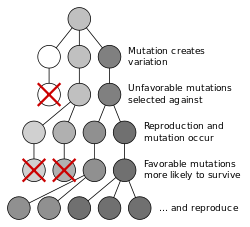 Mutation creates
variation
Unfavorable mutations
selected against
Reproduction and
mutation occur
Favorable mutations
more likely to survive
... and reproduce